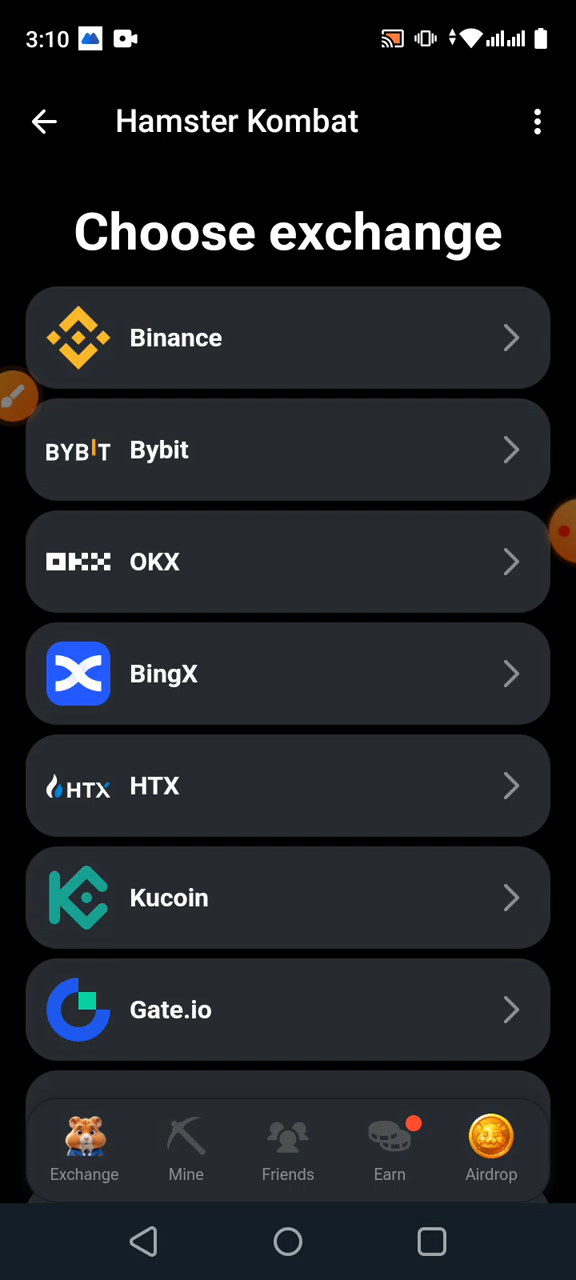 3:10
Hamster Kombat
Choose exchange
Binance
BYBIT Bybit
OKX OKX
BingX
HTX HTX
Kucoin
Gate.io
Exchange Mine Friends Earn Airdrop